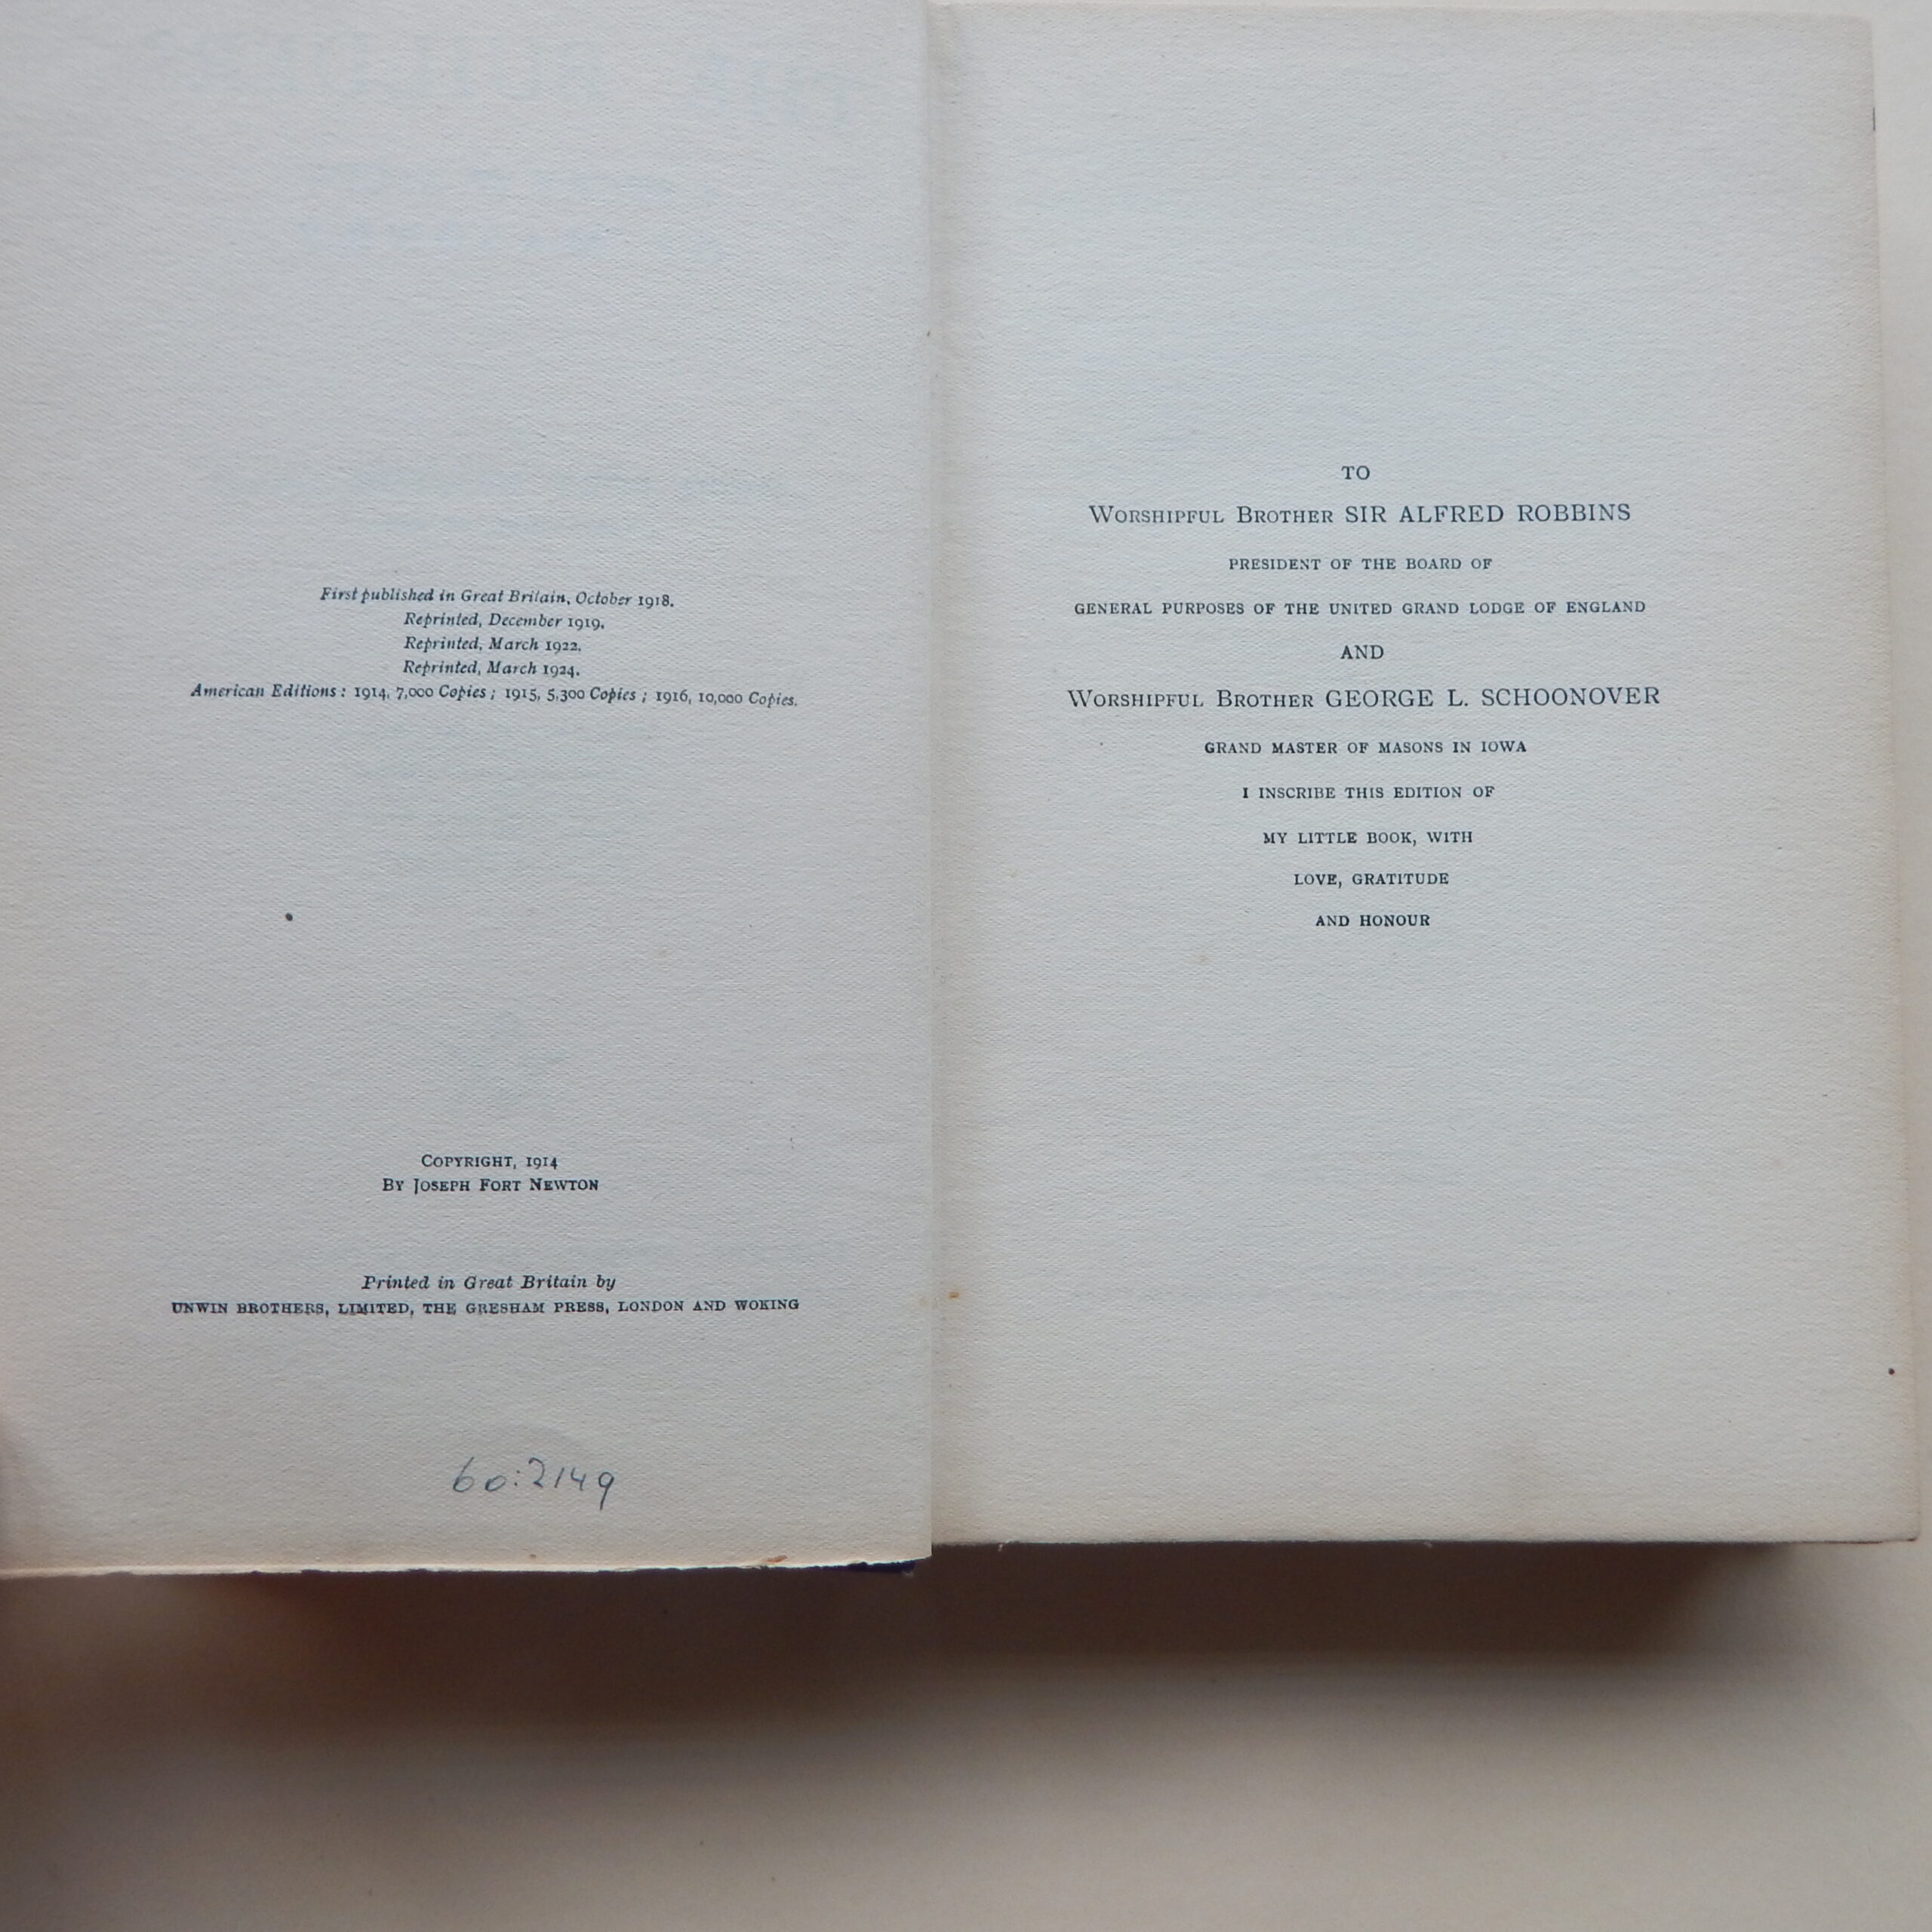 First published in Great Britain, October 1918.
Reprinted, December 1919.
Reprinted, March 1922.
Reprinted, March 1924.
American Editions : 1914, 7,000 Copies ; 1915, 5,300 Copies ; 1916, 10,000 Copies.
COPYRIGHT, 1914
BY JOSEPH FORT NEWTON
Printed in Great Britain by
UNWIN BROTHERS, LIMITED, THE GRESHAM PRESS, LONDON AND WOKING
60:2149
TO
WORSHIPFUL BROTHER SIR ALFRED ROBBINS
PRESIDENT OF THE BOARD OF
GENERAL PURPOSES OF THE UNITED GRAND LODGE OF ENGLAND
AND
WORSHIPFUL BROTHER GEORGE L. SCHOONOVER
GRAND MASTER OF MASONS IN IOWA
I INSCRIBE THIS EDITION OF
MY LITTLE BOOK, WITH
LOVE, GRATITUDE
AND HONOUR